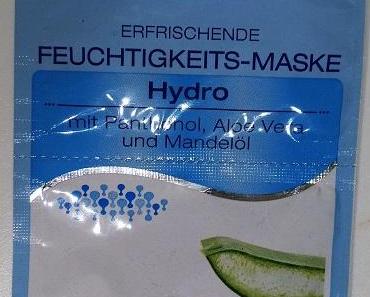 ERFRISCHENDE
FEUCHTIGKEITS-MASKE
Hydro
mit Panthenol, Aloe Vera
und Mandelöl